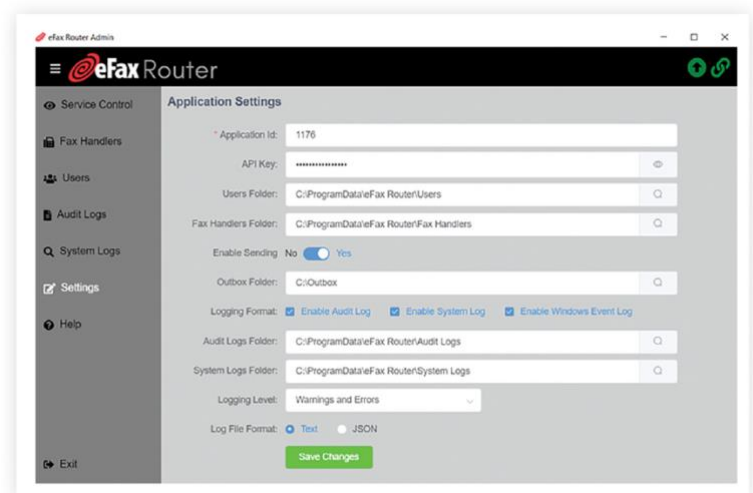 eFax Router Admin
eFax Router
Service Control
Fax Handlers
Users
Audit Logs
System Logs
Settings
Help
Exit
Application Settings
* Application Id: 1176
API Key: ••••••••••••••••
Users Folder: C:\ProgramData\eFax Router\Users
Fax Handlers Folder: C:\ProgramData\eFax Router\Fax Handlers
Enable Sending No Yes
Outbox Folder: C:\Outbox
Logging Format: Enable Audit Log Enable System Log Enable Windows Event Log
Audit Logs Folder: C:\ProgramData\eFax Router\Audit Logs
System Logs Folder: C:\ProgramData\eFax Router\System Logs
Logging Level: Warnings and Errors
Log File Format: Text JSON
Save Changes